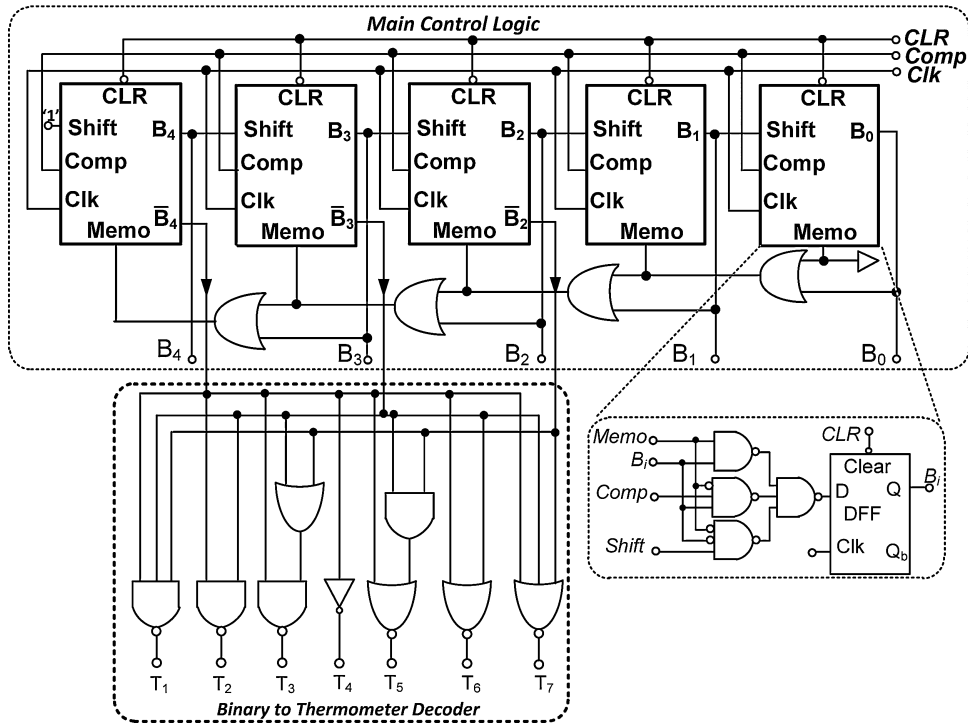 Main Control Logic
CLR
Comp
Clk
CLR CLR CLR CLR CLR
'1'
Shift B4 Shift B3 Shift B2 Shift B1 Shift B0
Comp Comp Comp Comp Comp
Clk B̅4 Clk B̅3 Clk B̅2 Clk Clk
Memo Memo Memo Memo Memo
B4 B3 B2 B1 B0
Memo
Bi
Comp
Shift
CLR
Clear
D Q Bi
DFF
Clk Qb
T1 T2 T3 T4 T5 T6 T7
Binary to Thermometer Decoder